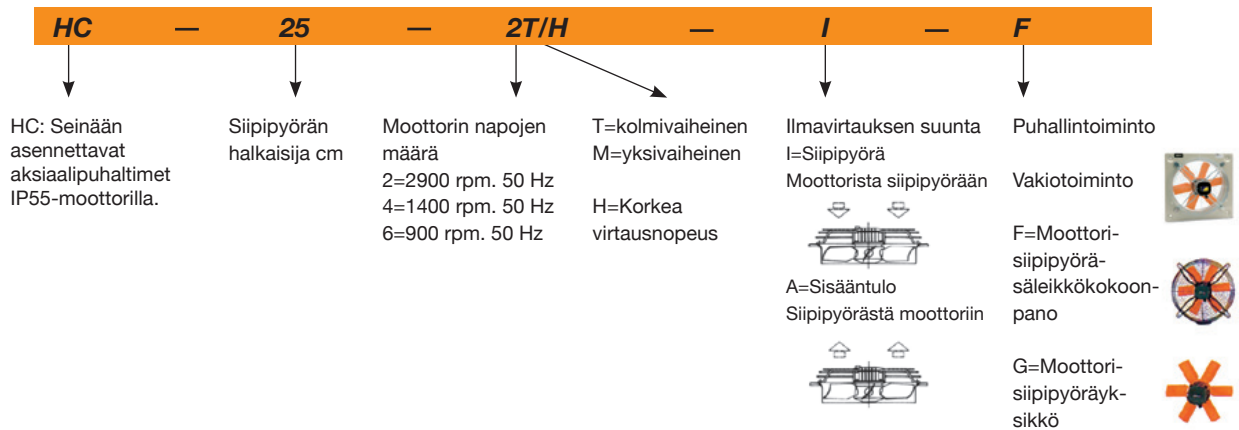 HC — 25 — 2T/H — I — F
HC: Seinään
asennettavat
aksiaalipuhaltimet
IP55-moottorilla.
Siipipyörän
halkaisija cm
Moottorin napojen
määrä
2=2900 rpm. 50 Hz
4=1400 rpm. 50 Hz
6=900 rpm. 50 Hz
T=kolmivaiheinen
M=yksivaiheinen
H=Korkea
virtausnopeus
Ilmavirtauksen suunta
I=Siipipyörä
Moottorista siipipyörään
A=Sisääntulo
Siipipyörästä moottoriin
Puhallintoiminto
Vakiotoiminto
F=Moottori-
siipipyörä-
säleikkökokoon-
pano
G=Moottori-
siipipyöräyk-
sikkö